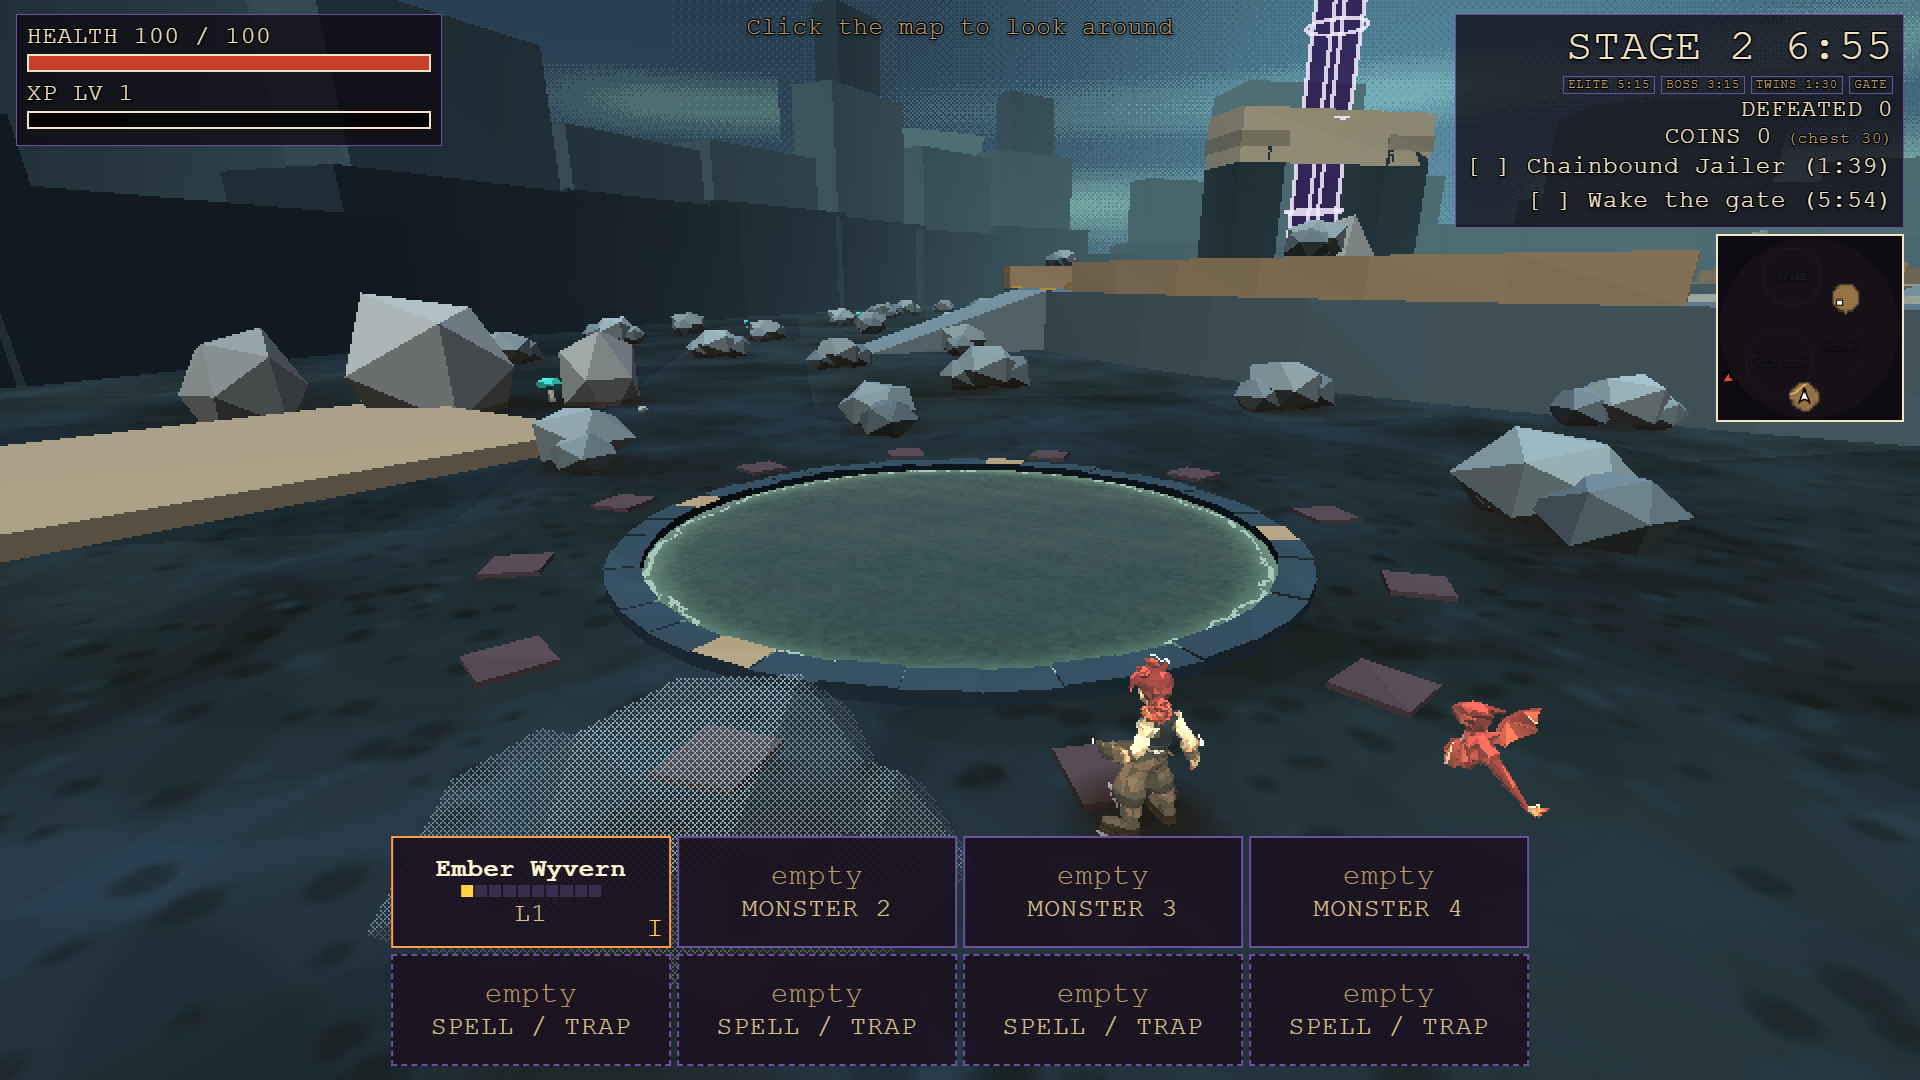 HEALTH 100 / 100
XP LV 1
Click the map to look around
STAGE 2 6:55
ELITE 5:15 BOSS 3:15 TWINS 1:30 GATE
DEFEATED 0
COINS 0 (chest 30)
[ ] Chainbound Jailer (1:39)
[ ] Wake the gate (5:54)
Ember Wyvern
L1
I
empty
MONSTER 2
empty
MONSTER 3
empty
MONSTER 4
empty
SPELL / TRAP
empty
SPELL / TRAP
empty
SPELL / TRAP
empty
SPELL / TRAP